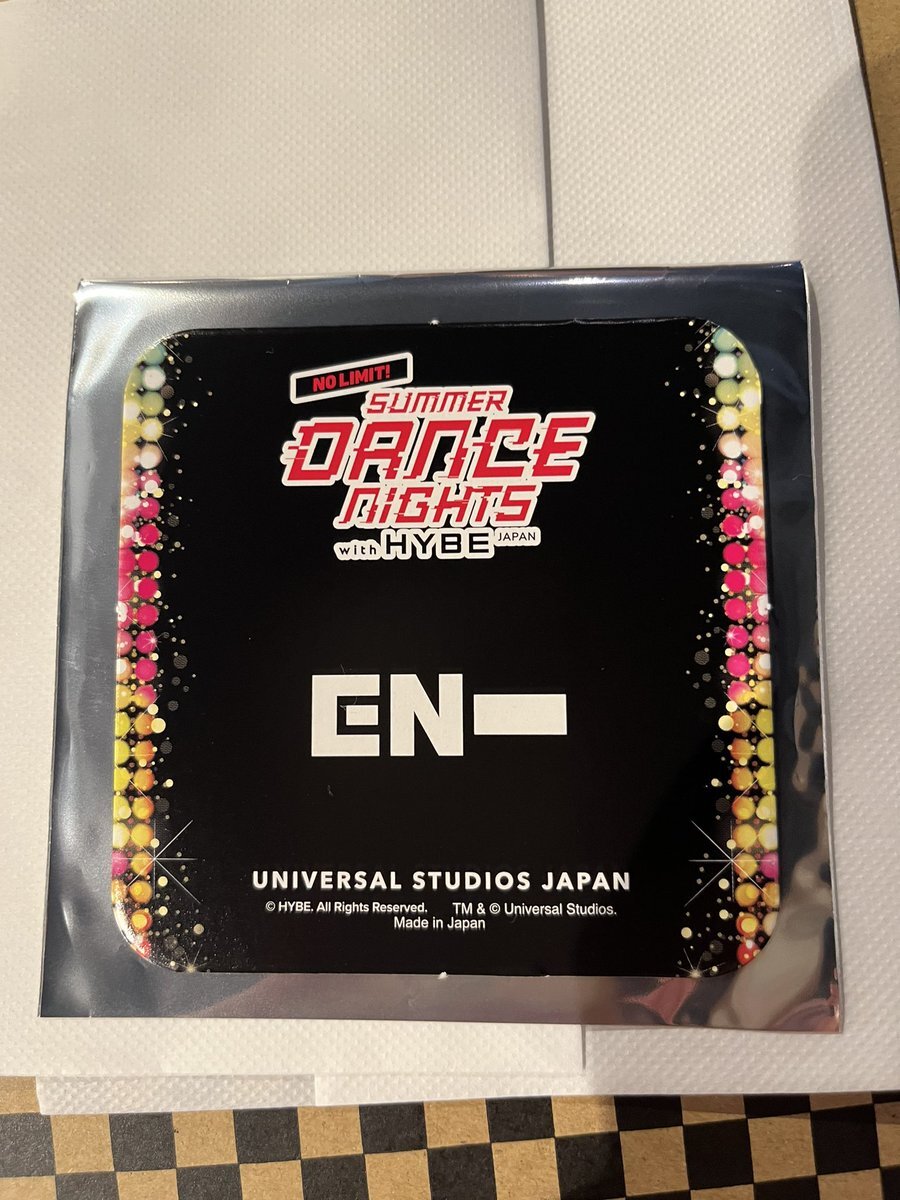 NO LIMIT!
SUMMER
DANCE
NIGHTS
with HYBE JAPAN
EN-
UNIVERSAL STUDIOS JAPAN
© HYBE. All Rights Reserved. TM & © Universal Studios.
Made in Japan